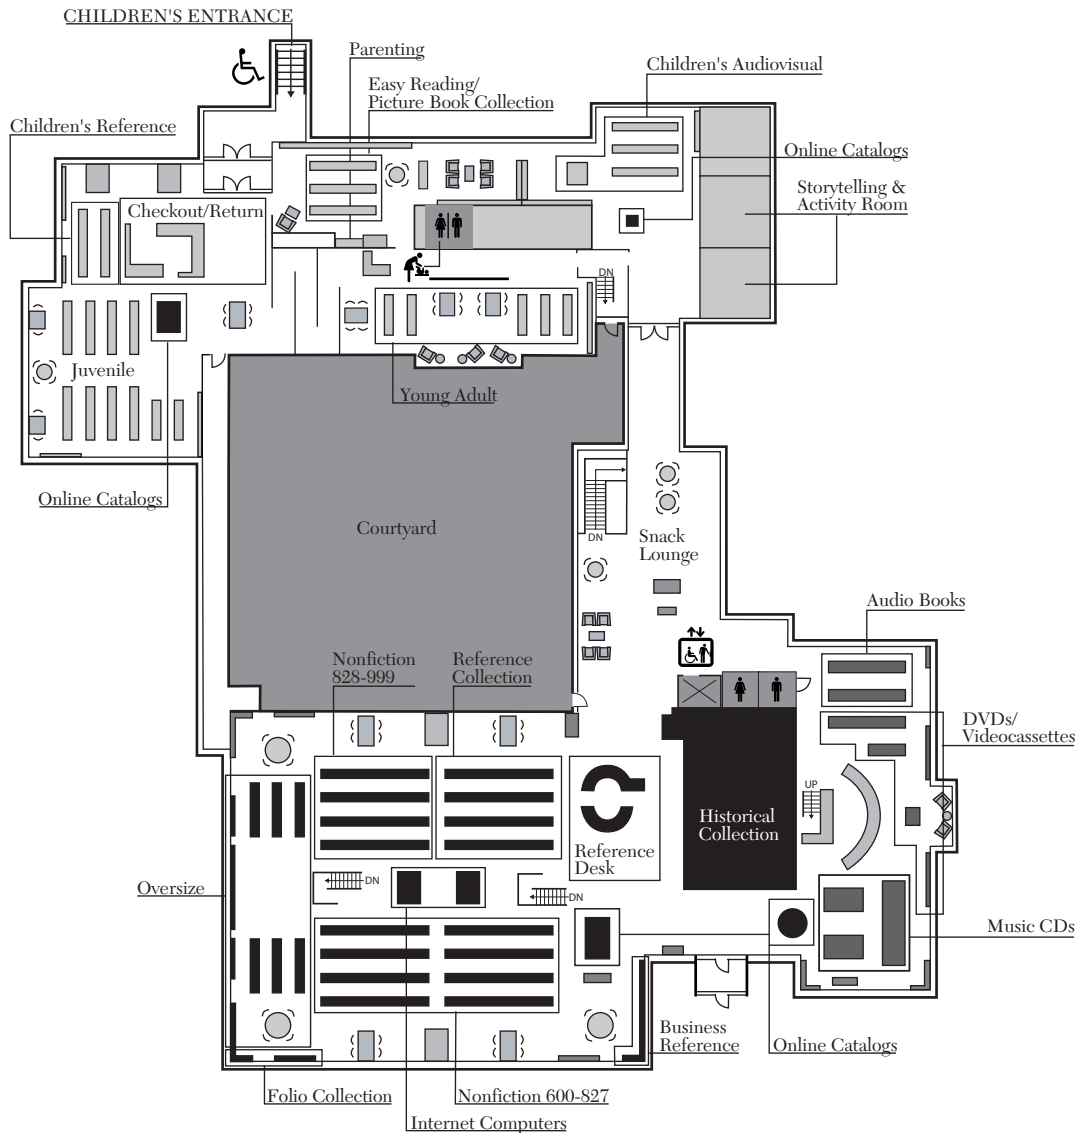 CHILDREN'S ENTRANCE
Parenting
Easy Reading/
Picture Book Collection
Children's Audiovisual
Children's Reference
Online Catalogs
Storytelling &
Activity Room
Checkout/Return
DN
Juvenile
Young Adult
Online Catalogs
Courtyard
DN
Snack
Lounge
Audio Books
Nonfiction
828-999
Reference
Collection
DVDs/
Videocassettes
UP
Historical
Collection
Reference
Desk
DN
DN
Oversize
Music CDs
Business
Reference
Online Catalogs
Folio Collection
Nonfiction 600-827
Internet Computers